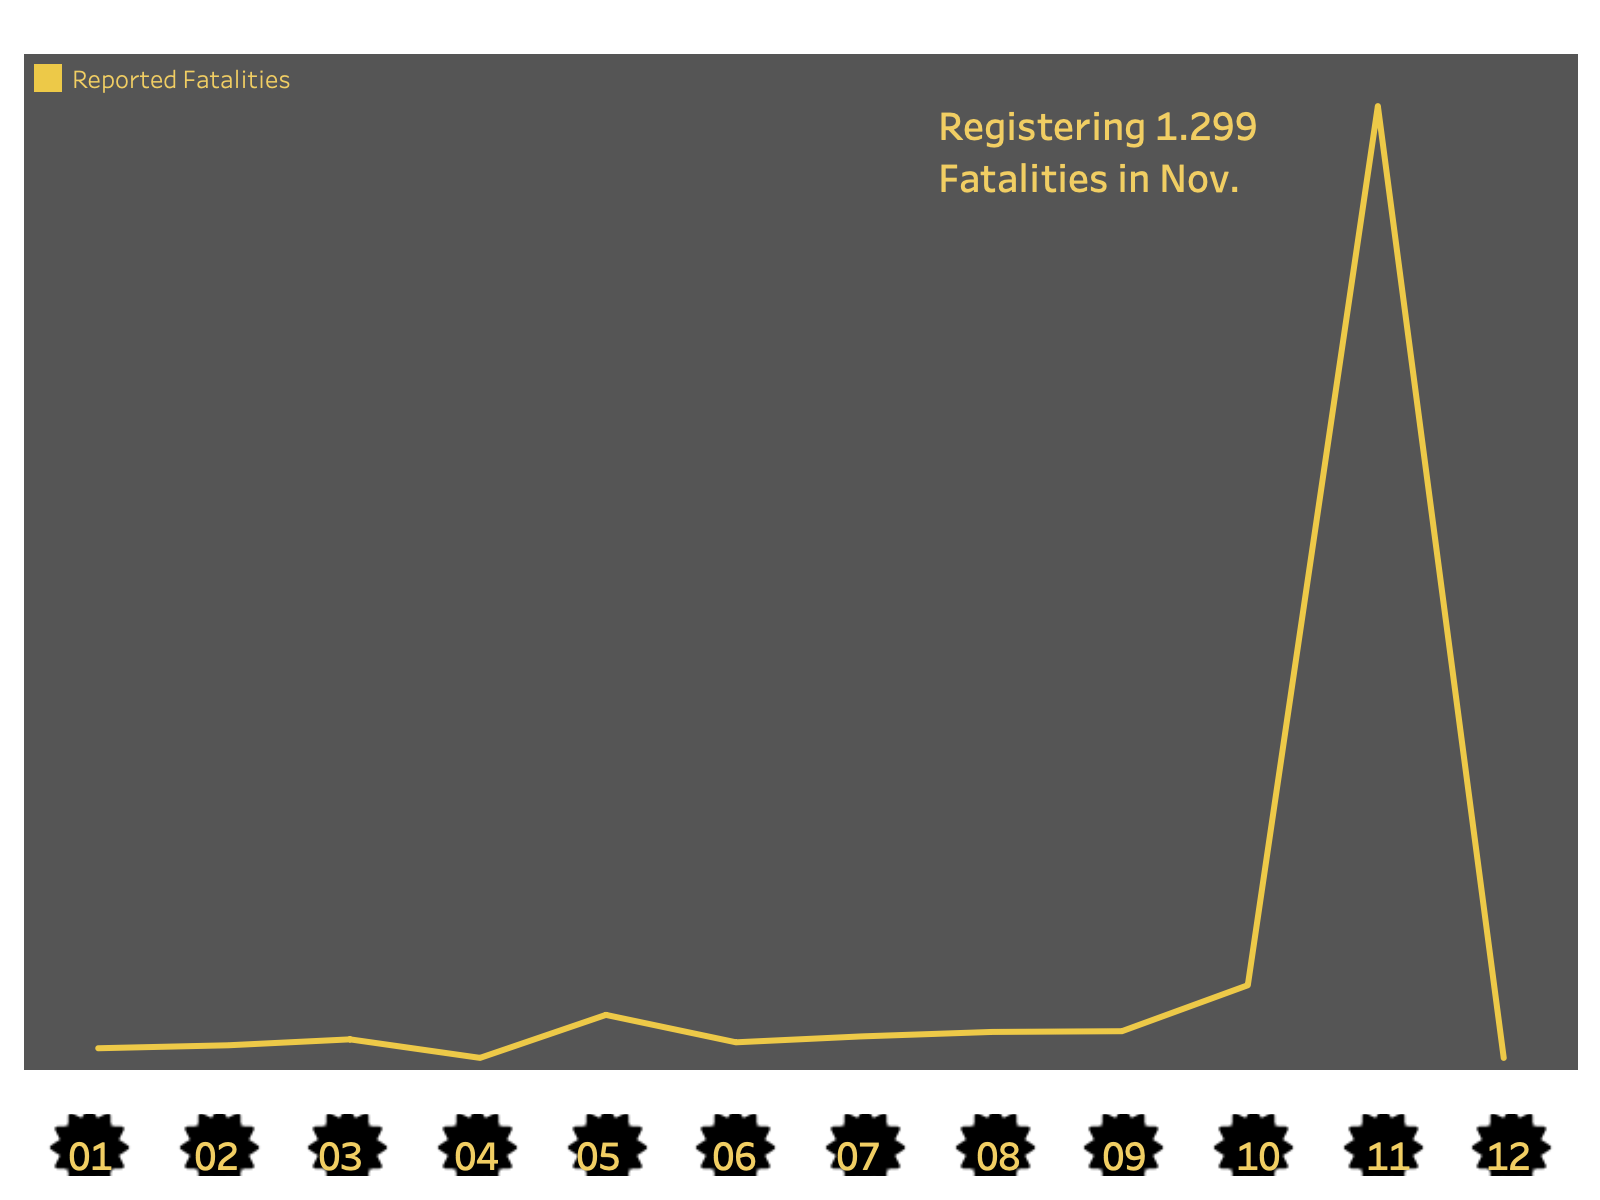 Reported Fatalities
Registering 1.299
Fatalities in Nov.
01 02 03 04 05 06 07 08 09 10 11 12